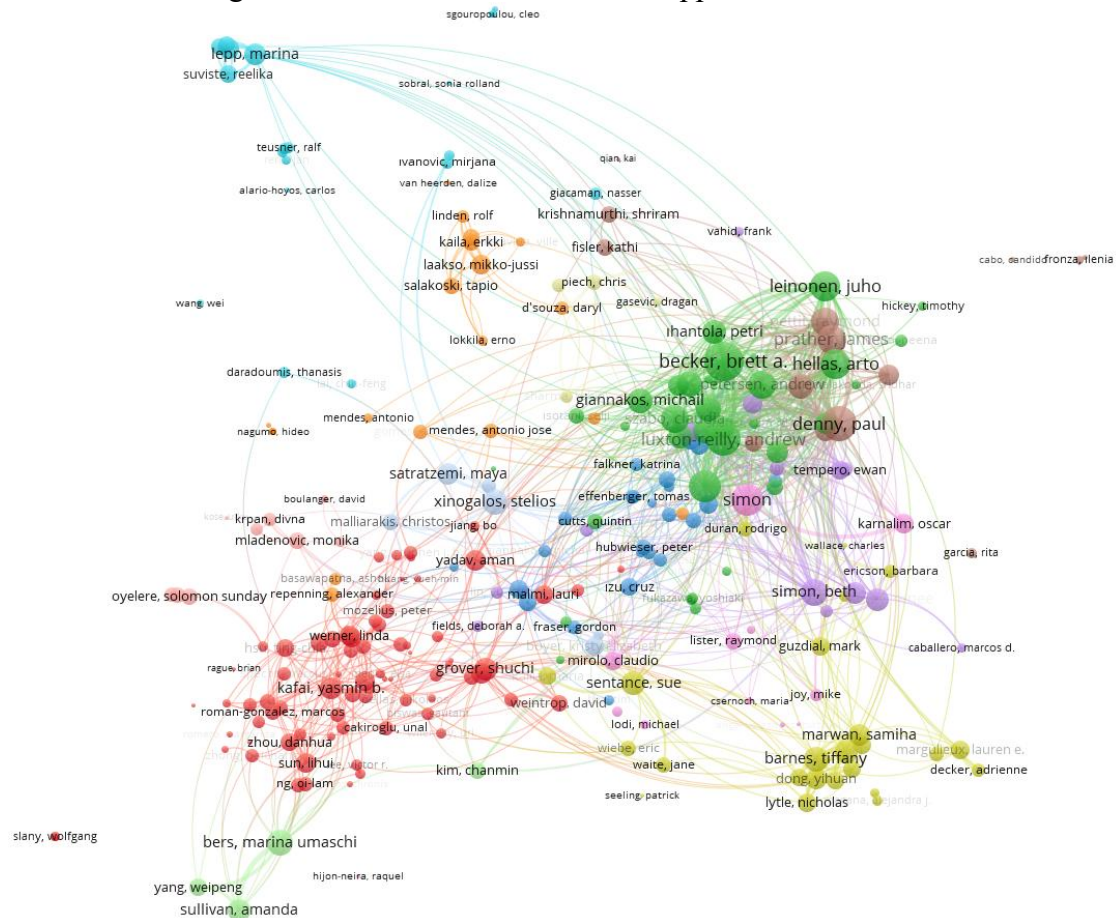 sgouropoulou, cleo
lepp, marina
suviste, reelika
sobral, sonia rolland
teusner, ralf
ivanovic, mirjana
qian, kai
van heerden, dalize
alario-hoyos, carlos
giacaman, nasser
linden, rolf
krishnamurthi, shriram
vahid, frank
kaila, erkki
fisler, kathi
laakso, mikko-jussi
cabo, candido
fronza, ilenia
salakoski, tapio
piech, chris
leinonen, juho
wang, wei
gasevic, dragan
d'souza, daryl
hickey, timothy
ihantola, petri
prather, james
lokkila, erno
becker, brett a.
hellas, arto
daradoumis, thanasis
petersen, andrew
giannakos, michail
mendes, antonio
szabo, claudia
denny, paul
nagumo, hideo
mendes, antonio jose
luxton-reilly, andrew
falkner, katrina
tempero, ewan
satratzemi, maya
boulanger, david
xinogalos, stelios
effenberger, tomas
simon
krpan, divna
malliarakis, christos
jiang, bo
cutts, quintin
duran, rodrigo
karnalim, oscar
mladenovic, monika
hubwieser, peter
wallace, charles
garcia, rita
yadav, aman
basawapatna, ashok
izu, cruz
ericson, barbara
oyelere, solomon sunday
repenning, alexander
malmi, lauri
fukazawa, yoshiaki
simon, beth
mozelius, peter
werner, linda
fields, deborah a.
fraser, gordon
lister, raymond
guzdial, mark
caballero, marcos d.
rague, brian
grover, shuchi
mirolo, claudio
kafai, yasmin b.
sentance, sue
joy, mike
roman-gonzalez, marcos
weintrop, david
csernoch, maria
cakiroglu, unal
lodi, michael
marwan, samiha
zhou, danhua
wiebe, eric
margulieux, lauren e.
sun, lihui
kim, chanmin
waite, jane
barnes, tiffany
decker, adrienne
ng, oi-lam
dong, yihuan
seeling, patrick
lytle, nicholas
slany, wolfgang
bers, marina umaschi
hijon-neira, raquel
yang, weipeng
sullivan, amanda